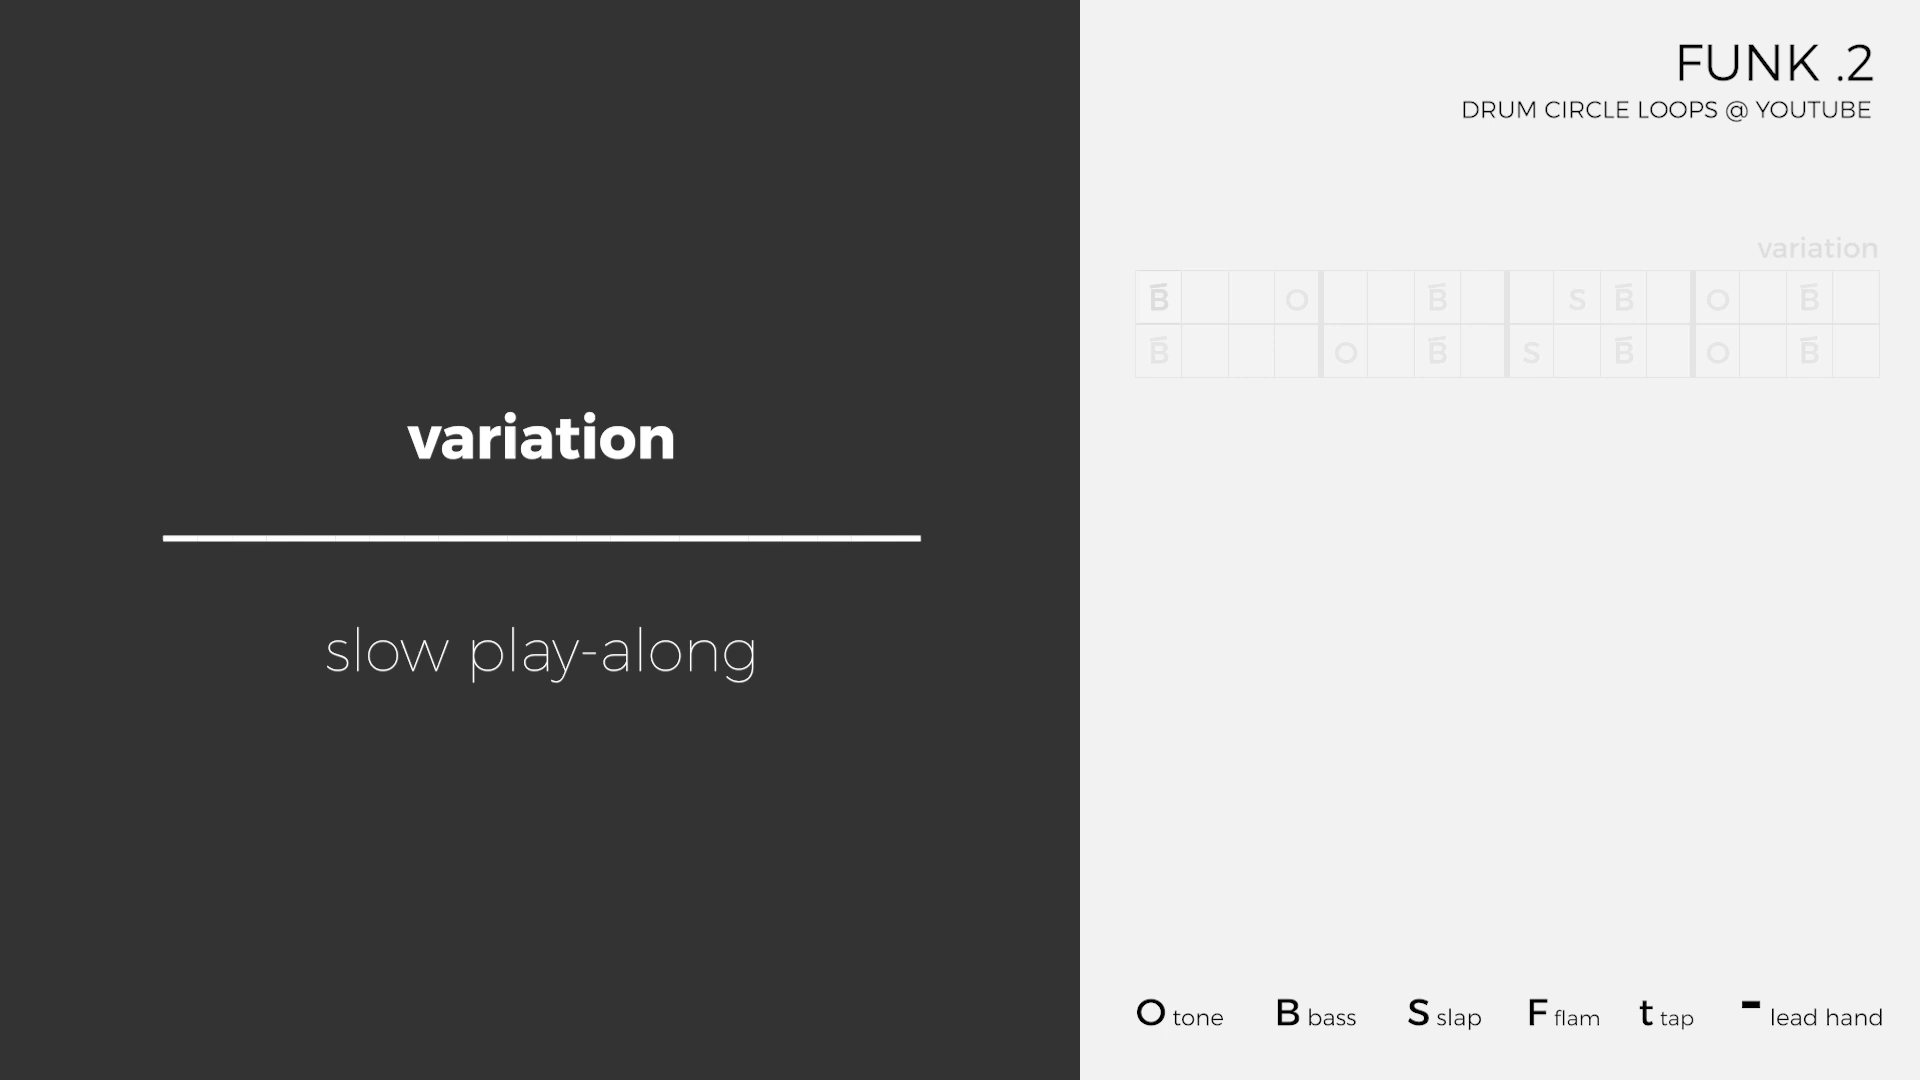 variation
slow play-along
FUNK .2
DRUM CIRCLE LOOPS @ YOUTUBE
variation
B̄ O B̄ S B̄ O B̄
B̄ O B̄ S B̄ O B̄
O tone B bass S slap F flam t tap - lead hand